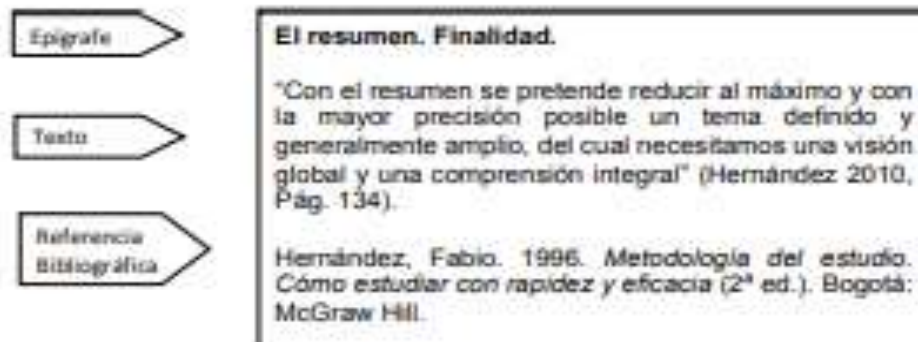 Epígrafe
El resumen. Finalidad.
Texto
"Con el resumen se pretende reducir al máximo y con
la mayor precisión posible un tema definido y
generalmente amplio, del cual necesitamos una visión
global y una comprensión integral" (Hernández 2010,
Pág. 134).
Referencia
Bibliográfica
Hernández, Fabio. 1996. Metodología del estudio.
Cómo estudiar con rapidez y eficacia (2ª ed.). Bogotá:
McGraw Hill.